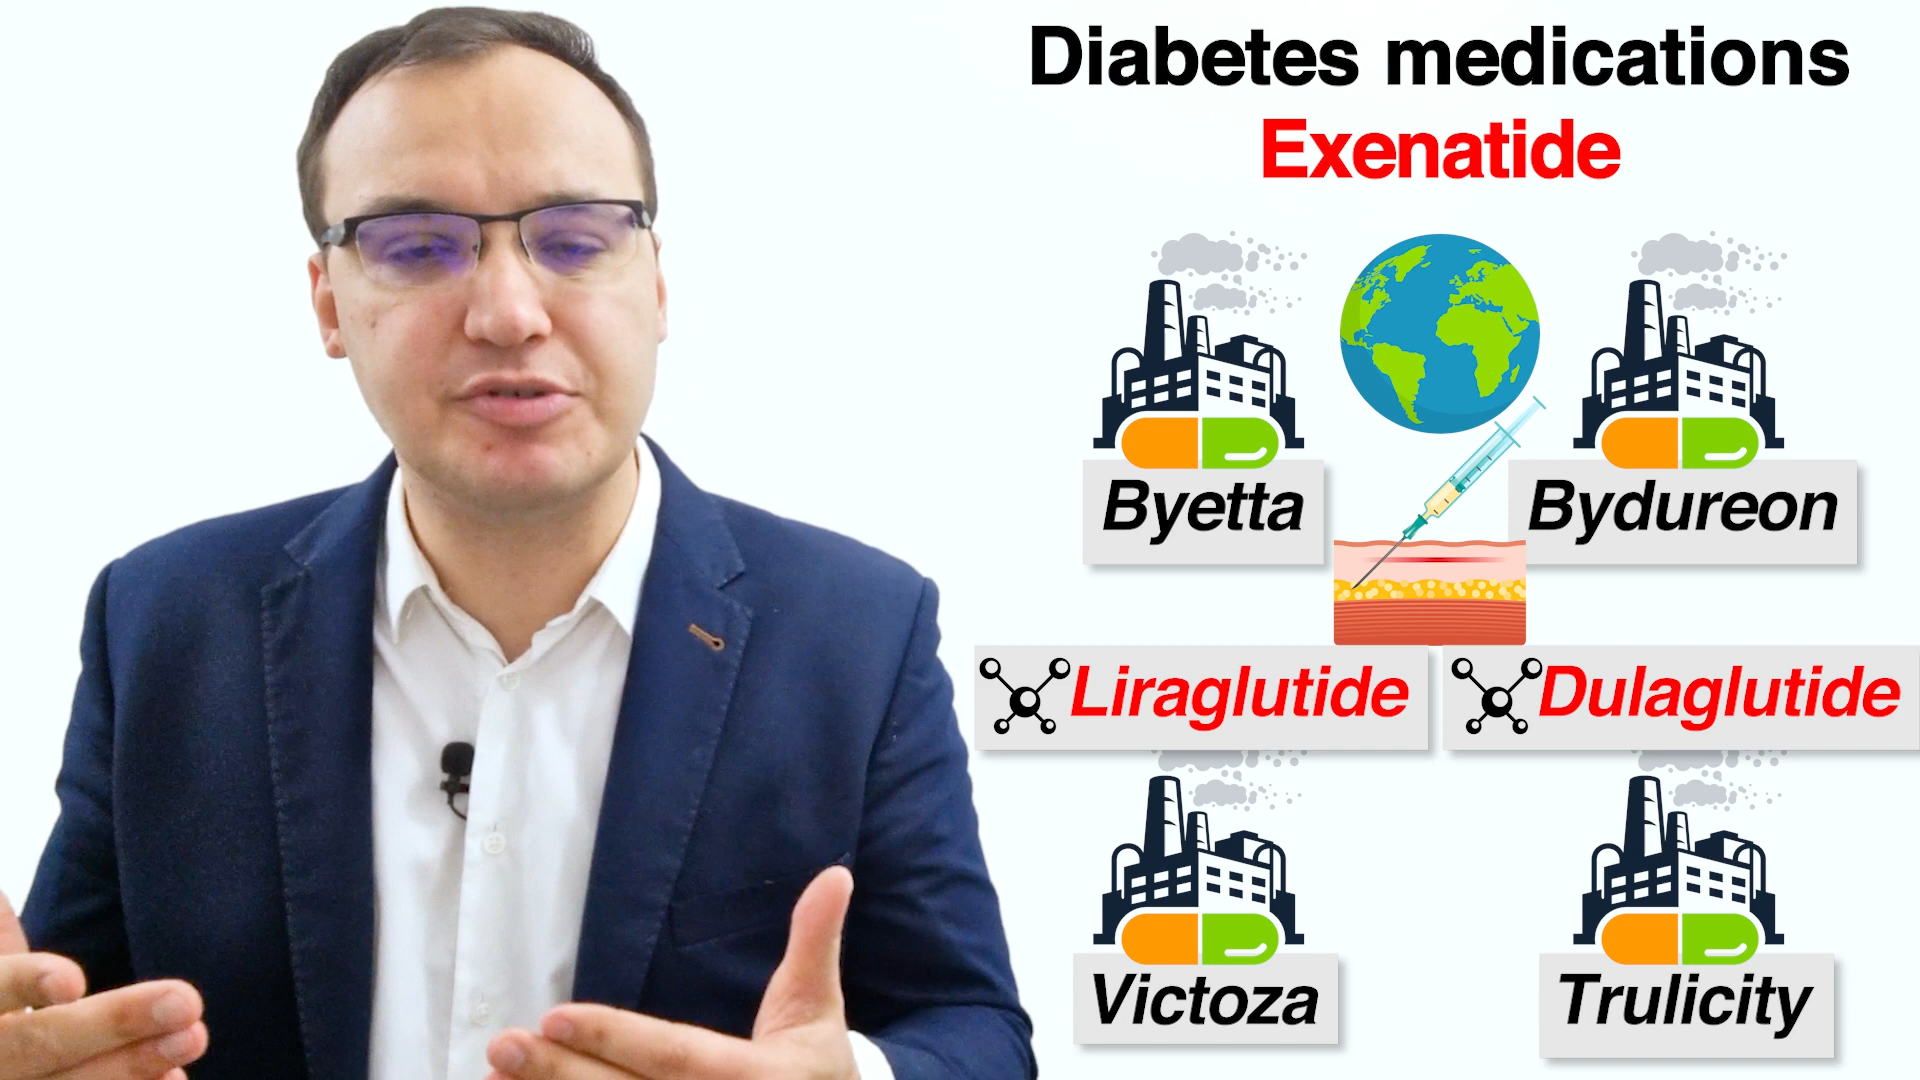 Diabetes medications
Exenatide
Byetta
Bydureon
Liraglutide
Dulaglutide
Victoza
Trulicity